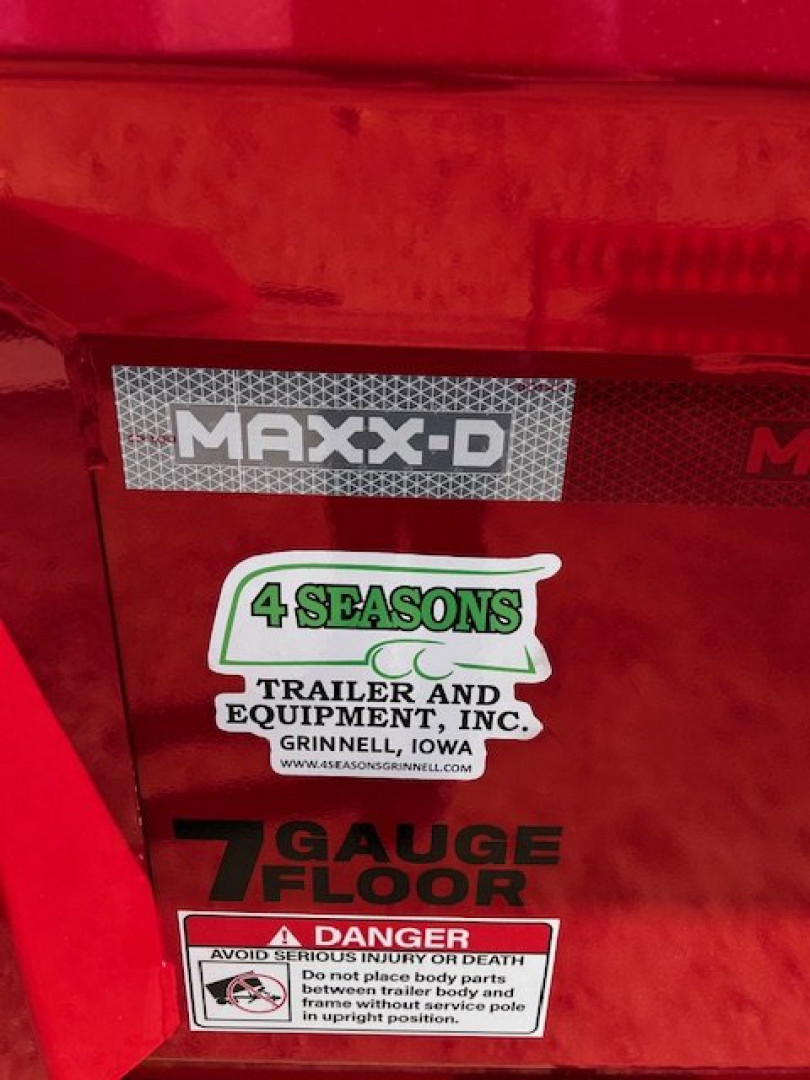 MAXX-D
M
4 SEASONS
TRAILER AND
EQUIPMENT, INC.
GRINNELL, IOWA
WWW.4SEASONSGRINNELL.COM
7 GAUGE
FLOOR
DANGER
AVOID SERIOUS INJURY OR DEATH
Do not place body parts
between trailer body and
frame without service pole
in upright position.